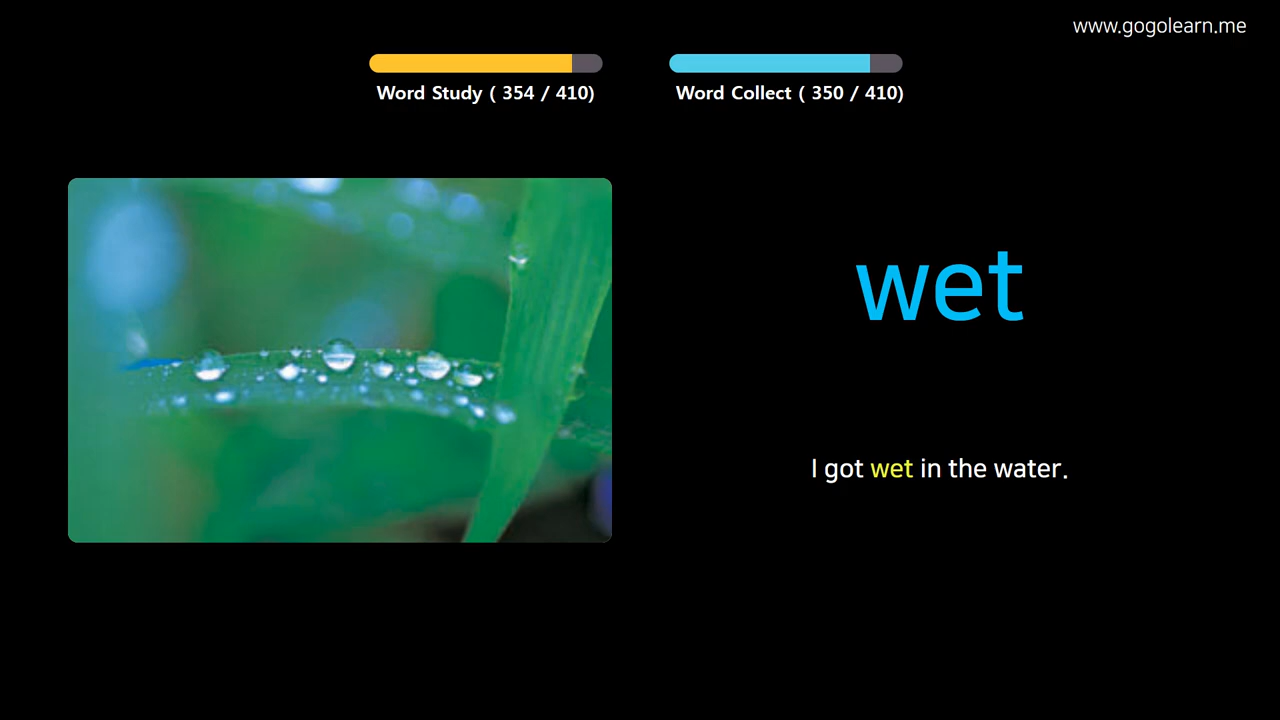 www.gogolearn.me
Word Study ( 354 / 410)
Word Collect ( 350 / 410)
wet
I got wet in the water.